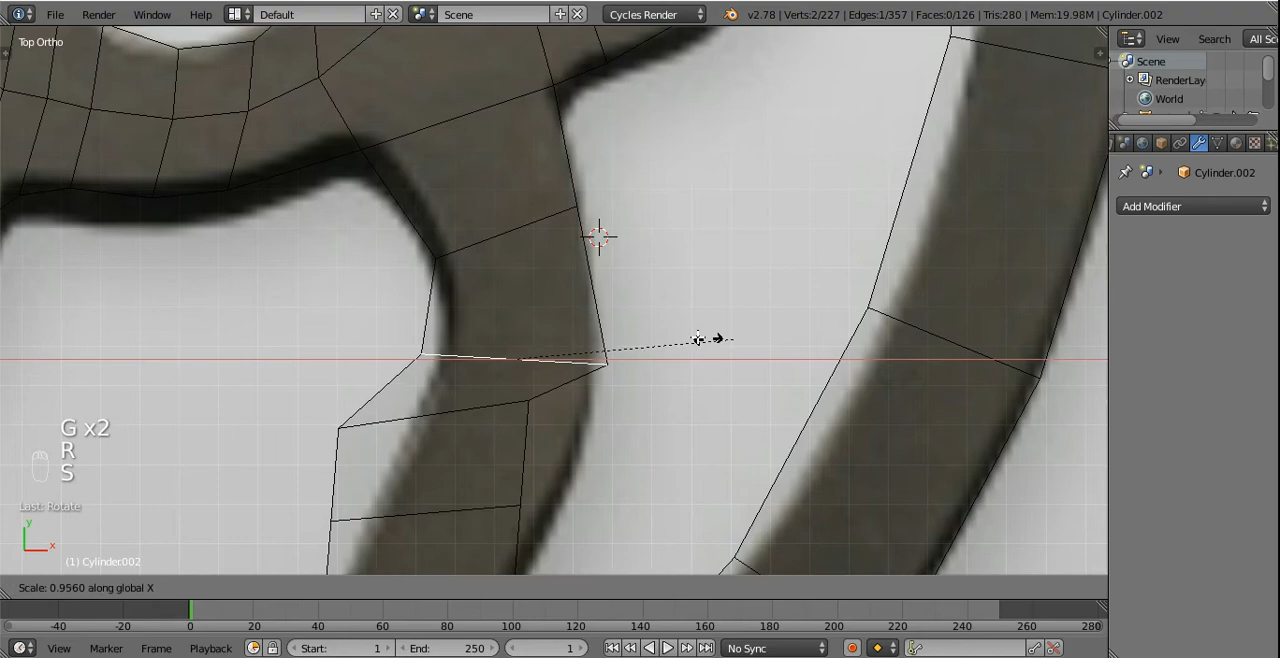 File Render Window Help Default Scene Cycles Render v2.78 | Verts:2/227 | Edges:1/357 | Faces:0/126 | Tris:280 | Mem:19.98M | Cylinder.002
Top Ortho
View Search All Sc
Scene
RenderLay
World
Cylinder.002
Add Modifier
G x2
R
S
Last: Rotate
y
x
(1) Cylinder.002
Scale: 0.9560 along global X
-40 -20 0 20 40 60 80 100 120 140 160 180 200 220 240 260 280
View Marker Frame Playback Start: 1 End: 250 1 No Sync